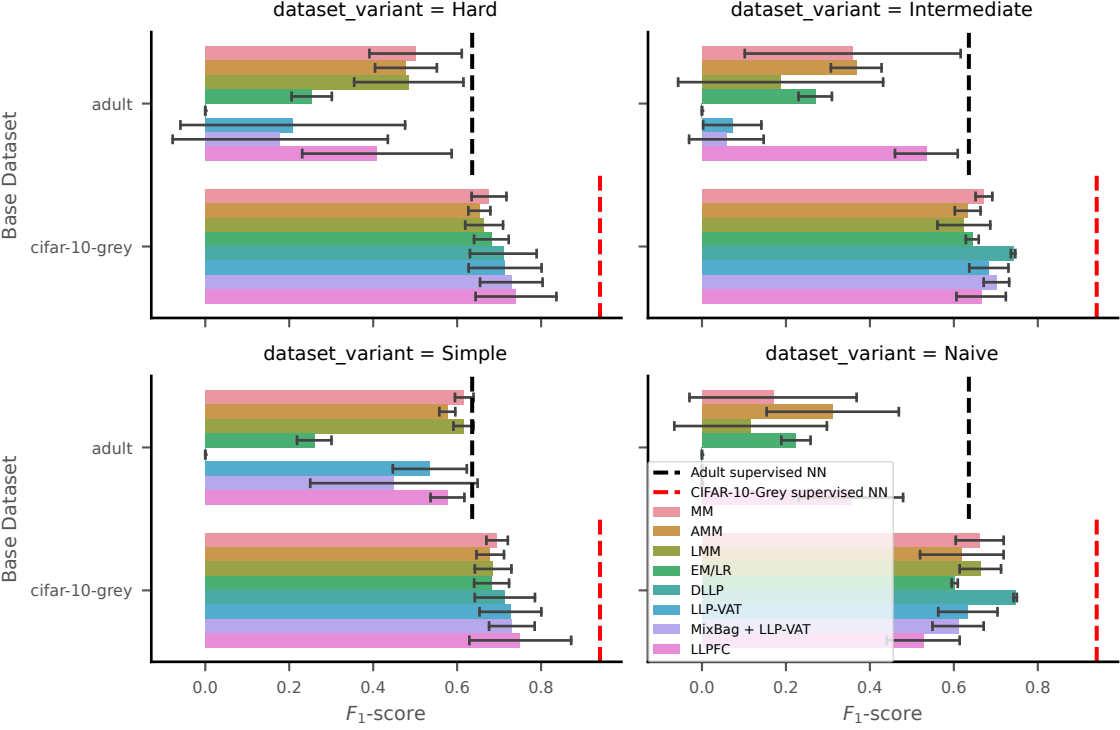 dataset_variant = Hard
dataset_variant = Intermediate
Base Dataset
adult
cifar-10-grey
dataset_variant = Simple
dataset_variant = Naive
Base Dataset
adult
cifar-10-grey
Adult supervised NN
CIFAR-10-Grey supervised NN
MM
AMM
LMM
EM/LR
DLLP
LLP-VAT
MixBag + LLP-VAT
LLPFC
0.0 0.2 0.4 0.6 0.8
0.0 0.2 0.4 0.6 0.8
F1-score
F1-score